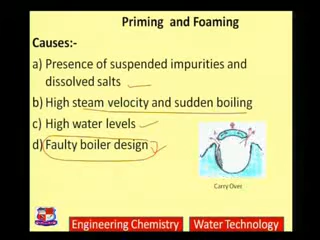 Priming and Foaming
Causes:-
a) Presence of suspended impurities and
dissolved salts
b) High steam velocity and sudden boiling
c) High water levels
d) Faulty boiler design
Carry Over
Engineering Chemistry
Water Technology